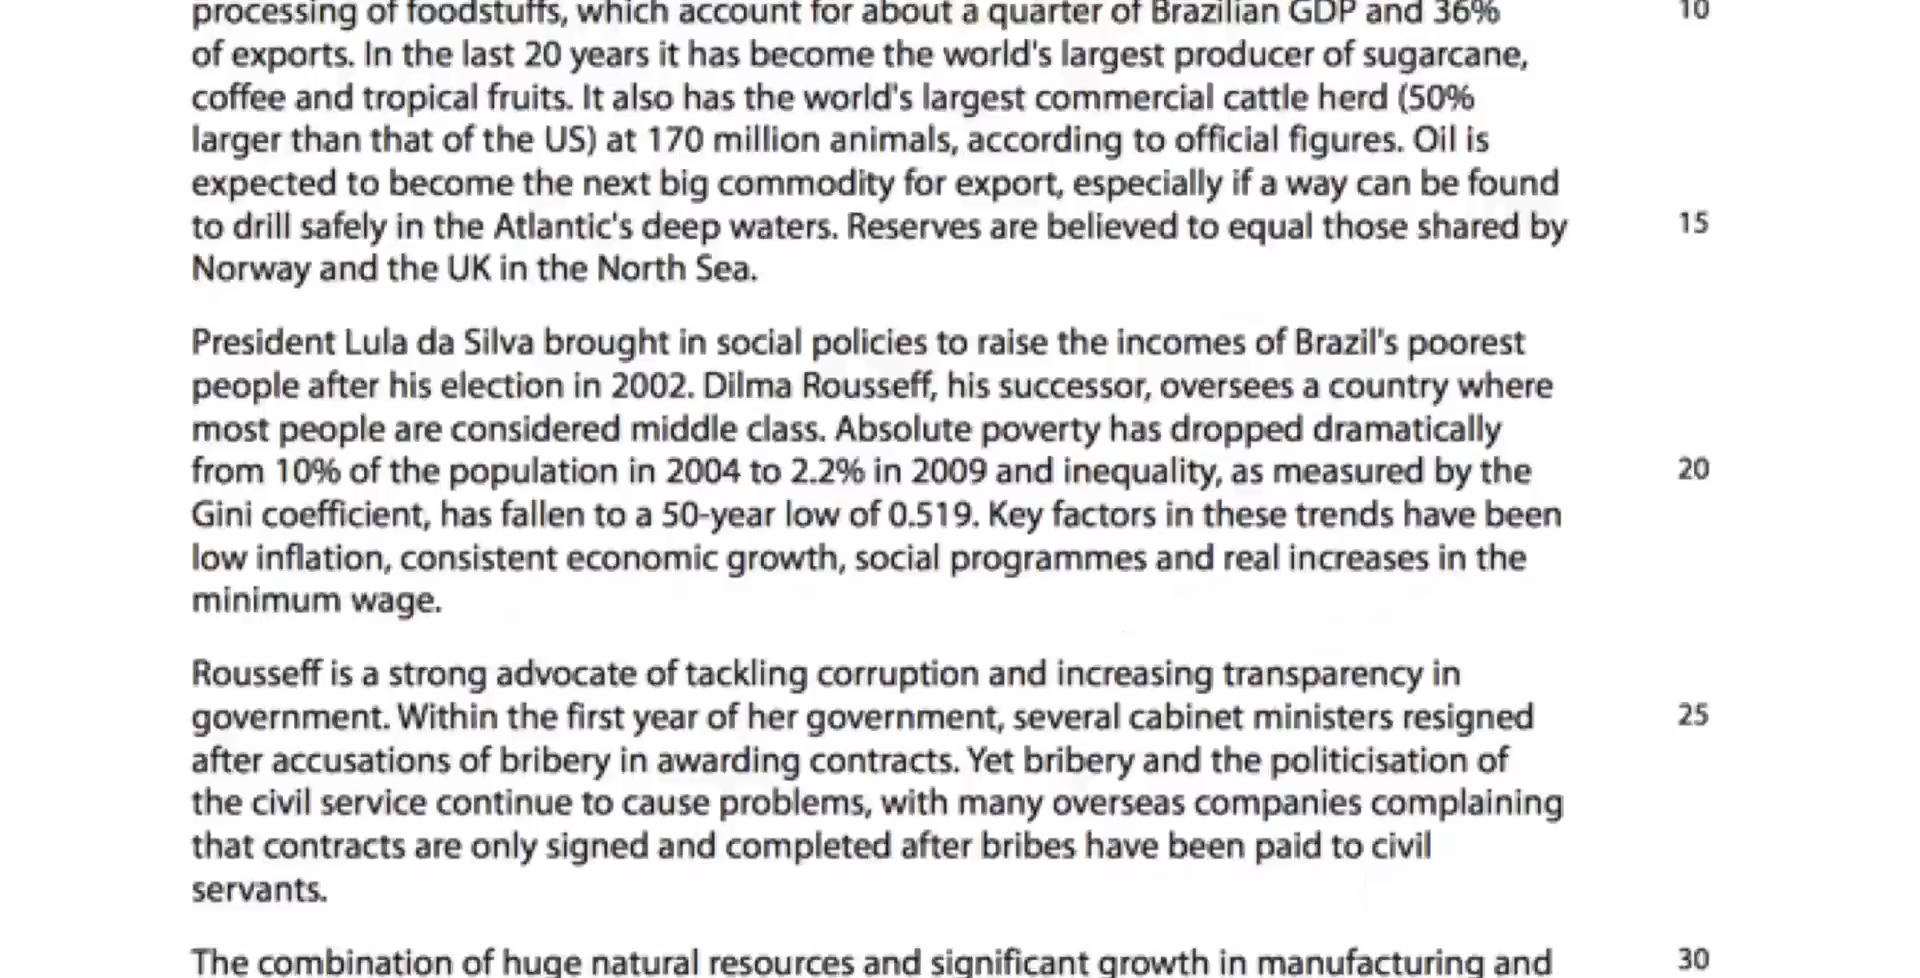 processing of foodstuffs, which account for about a quarter of Brazilian GDP and 36% 10
of exports. In the last 20 years it has become the world's largest producer of sugarcane,
coffee and tropical fruits. It also has the world's largest commercial cattle herd (50%
larger than that of the US) at 170 million animals, according to official figures. Oil is
expected to become the next big commodity for export, especially if a way can be found
to drill safely in the Atlantic's deep waters. Reserves are believed to equal those shared by 15
Norway and the UK in the North Sea.
President Lula da Silva brought in social policies to raise the incomes of Brazil's poorest
people after his election in 2002. Dilma Rousseff, his successor, oversees a country where
most people are considered middle class. Absolute poverty has dropped dramatically
from 10% of the population in 2004 to 2.2% in 2009 and inequality, as measured by the 20
Gini coefficient, has fallen to a 50-year low of 0.519. Key factors in these trends have been
low inflation, consistent economic growth, social programmes and real increases in the
minimum wage.
Rousseff is a strong advocate of tackling corruption and increasing transparency in
government. Within the first year of her government, several cabinet ministers resigned 25
after accusations of bribery in awarding contracts. Yet bribery and the politicisation of
the civil service continue to cause problems, with many overseas companies complaining
that contracts are only signed and completed after bribes have been paid to civil
servants.
The combination of huge natural resources and significant growth in manufacturing and 30